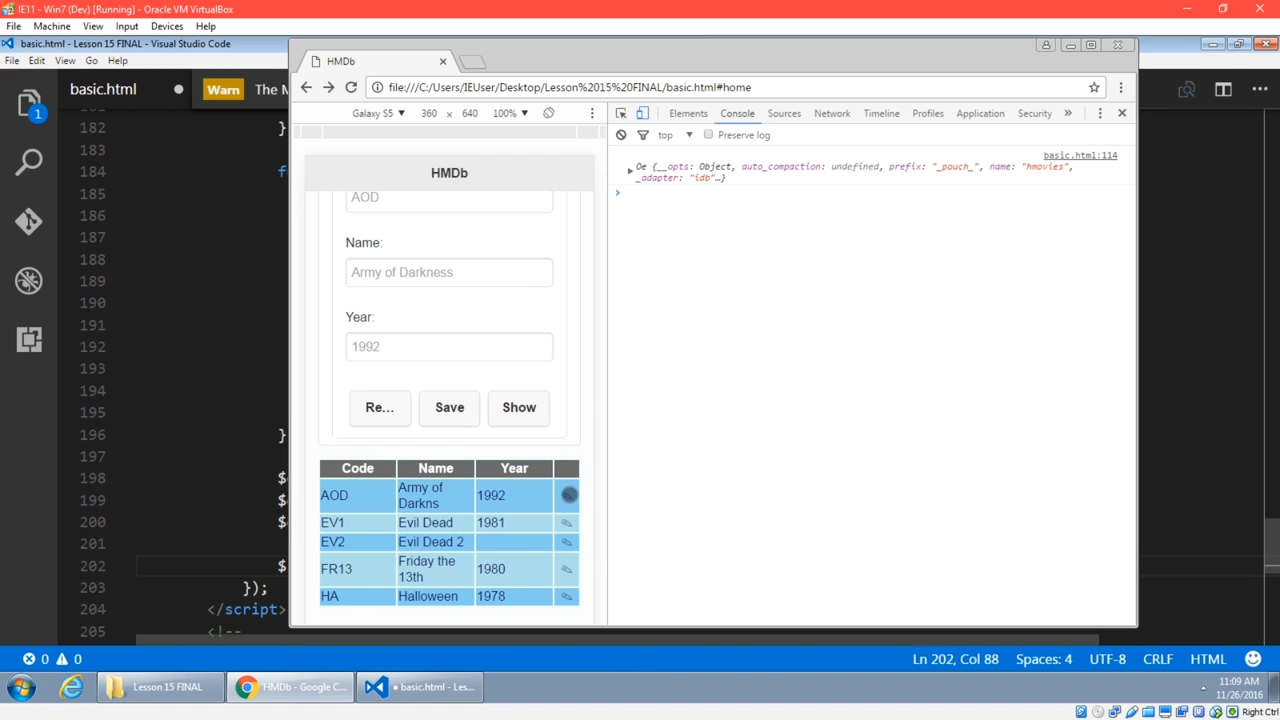 IE11 - Win7 (Dev) [Running] - Oracle VM VirtualBox
File Machine View Input Devices Help
basic.html - Lesson 15 FINAL - Visual Studio Code
File Edit View Go Help
basic.html
Warn The M
1
HMDb
file:///C:/Users/IEUser/Desktop/Lesson%2015%20FINAL/basic.html#home
Galaxy S5 ▼ 360 x 640 100% ▼
Elements Console Sources Network Timeline Profiles Application Security »
top ▼ Preserve log
basic.html:114
Oe {__opts: Object, auto_compaction: undefined, prefix: "_pouch_", name: "hmovies",
_adapter: "idb"…}
HMDb
AOD
Name:
Army of Darkness
Year:
1992
Re... Save Show
Code Name Year
AOD Army of Darkns 1992
EV1 Evil Dead 1981
EV2 Evil Dead 2
FR13 Friday the 13th 1980
HA Halloween 1978
182 }
183
184 f
185
186
187
188
189
190
191
192
193
194
195
196 }
197
198 $
199 $
200 $
201
202 $
203 });
204 </script>
205 <!--
0 0
Ln 202, Col 88 Spaces: 4 UTF-8 CRLF HTML
Lesson 15 FINAL
HMDb - Google C...
● basic.html - Les...
11:09 AM
11/26/2016
Right Ctrl